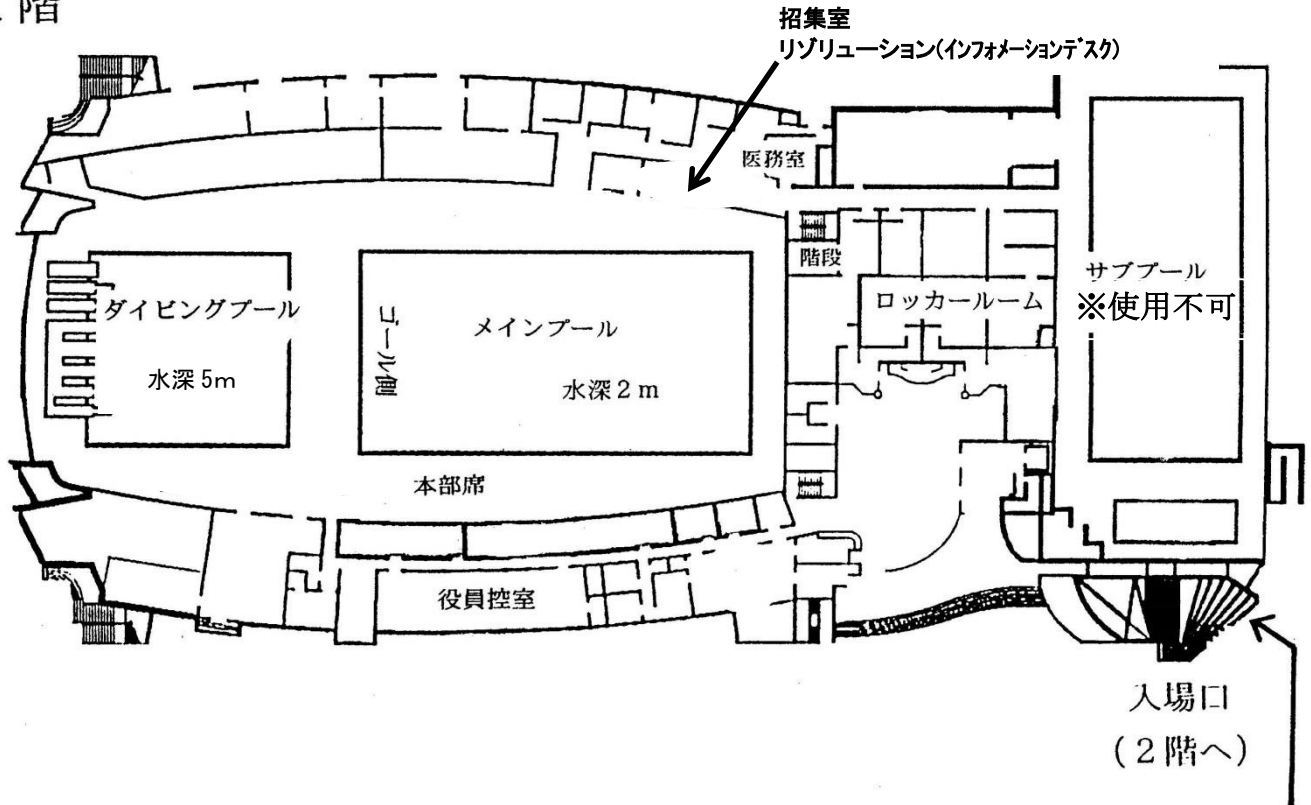 階
招集室
リゾリューション(インフォメーションデスク)
医務室
階段
ロッカールーム
サブプール
※使用不可
ダイビングプール
水深5m
ゴール側
メインプール
水深2m
本部席
役員控室
入場口
(2階へ)